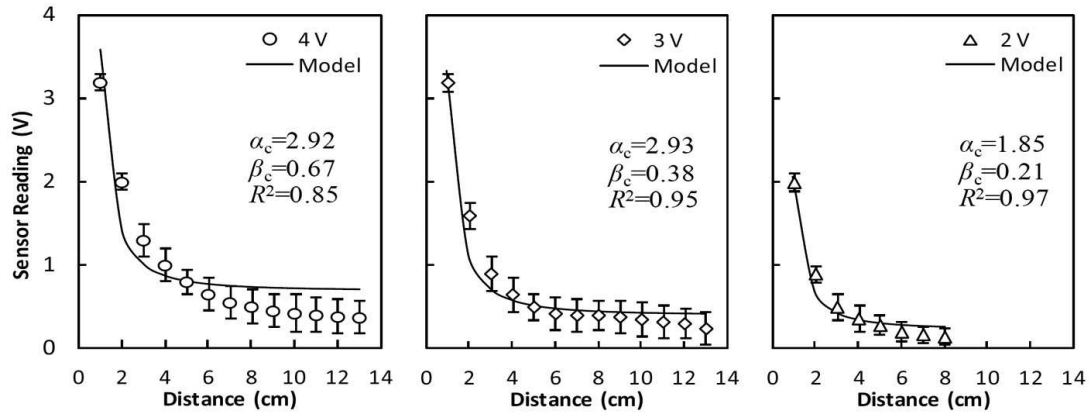 4
3
2
1
0
Sensor Reading (V)
4 V
Model
αc=2.92
βc=0.67
R²=0.85
0 2 4 6 8 10 12 14
Distance (cm)
3 V
Model
αc=2.93
βc=0.38
R²=0.95
0 2 4 6 8 10 12 14
Distance (cm)
2 V
Model
αc=1.85
βc=0.21
R²=0.97
0 2 4 6 8 10 12 14
Distance (cm)